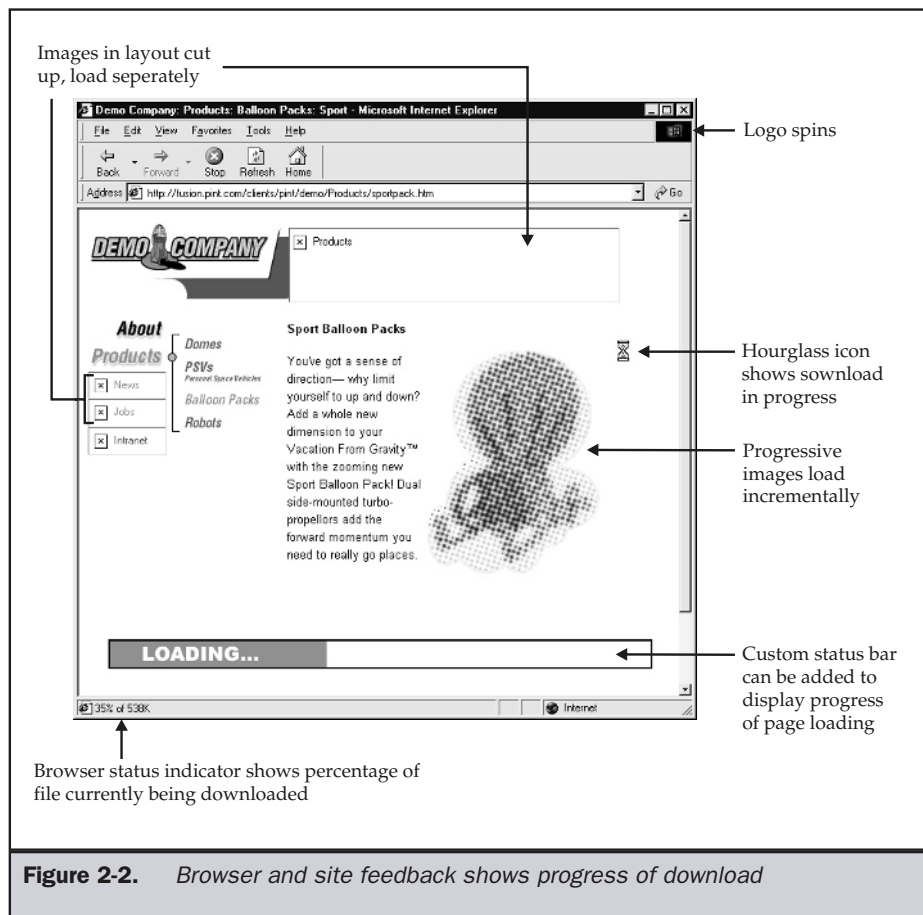 Images in layout cut
up, load seperately
Demo Company: Products: Balloon Packs: Sport - Microsoft Internet Explorer
File Edit View Favorites Tools Help
Logo spins
Back Forward Stop Refresh Home
Address http://fusion.pint.com/clients/pint/demo/Products/sportpack.htm Go
DEMO COMPANY
Products
About
Products
News
Jobs
Intranet
Domes
PSVs
Personal Space Vehicles
Balloon Packs
Robots
Sport Balloon Packs
You've got a sense of
direction— why limit
yourself to up and down?
Add a whole new
dimension to your
Vacation From Gravity™
with the zooming new
Sport Balloon Pack! Dual
side-mounted turbo-
propellors add the
forward momentum you
need to really go places.
Hourglass icon
shows sownload
in progress
Progressive
images load
incrementally
LOADING...
Custom status bar
can be added to
display progress
of page loading
35% of 538K Internet
Browser status indicator shows percentage of
file currently being downloaded
Figure 2-2. Browser and site feedback shows progress of download